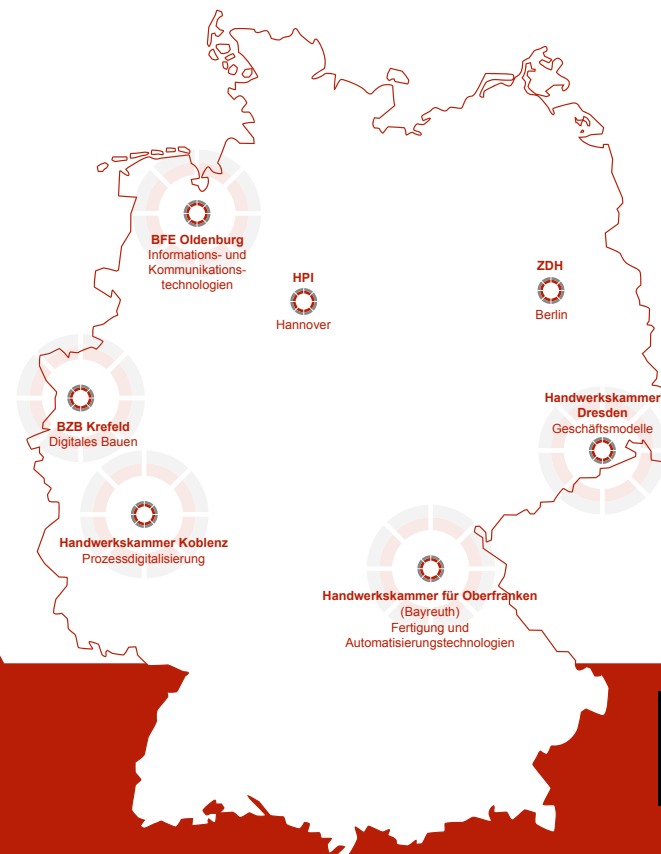 BFE Oldenburg
Informations- und
Kommunikations-
technologien
HPI
Hannover
ZDH
Berlin
BZB Krefeld
Digitales Bauen
Handwerkskammer
Dresden
Geschäftsmodelle
Handwerkskammer Koblenz
Prozessdigitalisierung
Handwerkskammer für Oberfranken
(Bayreuth)
Fertigung und
Automatisierungstechnologien